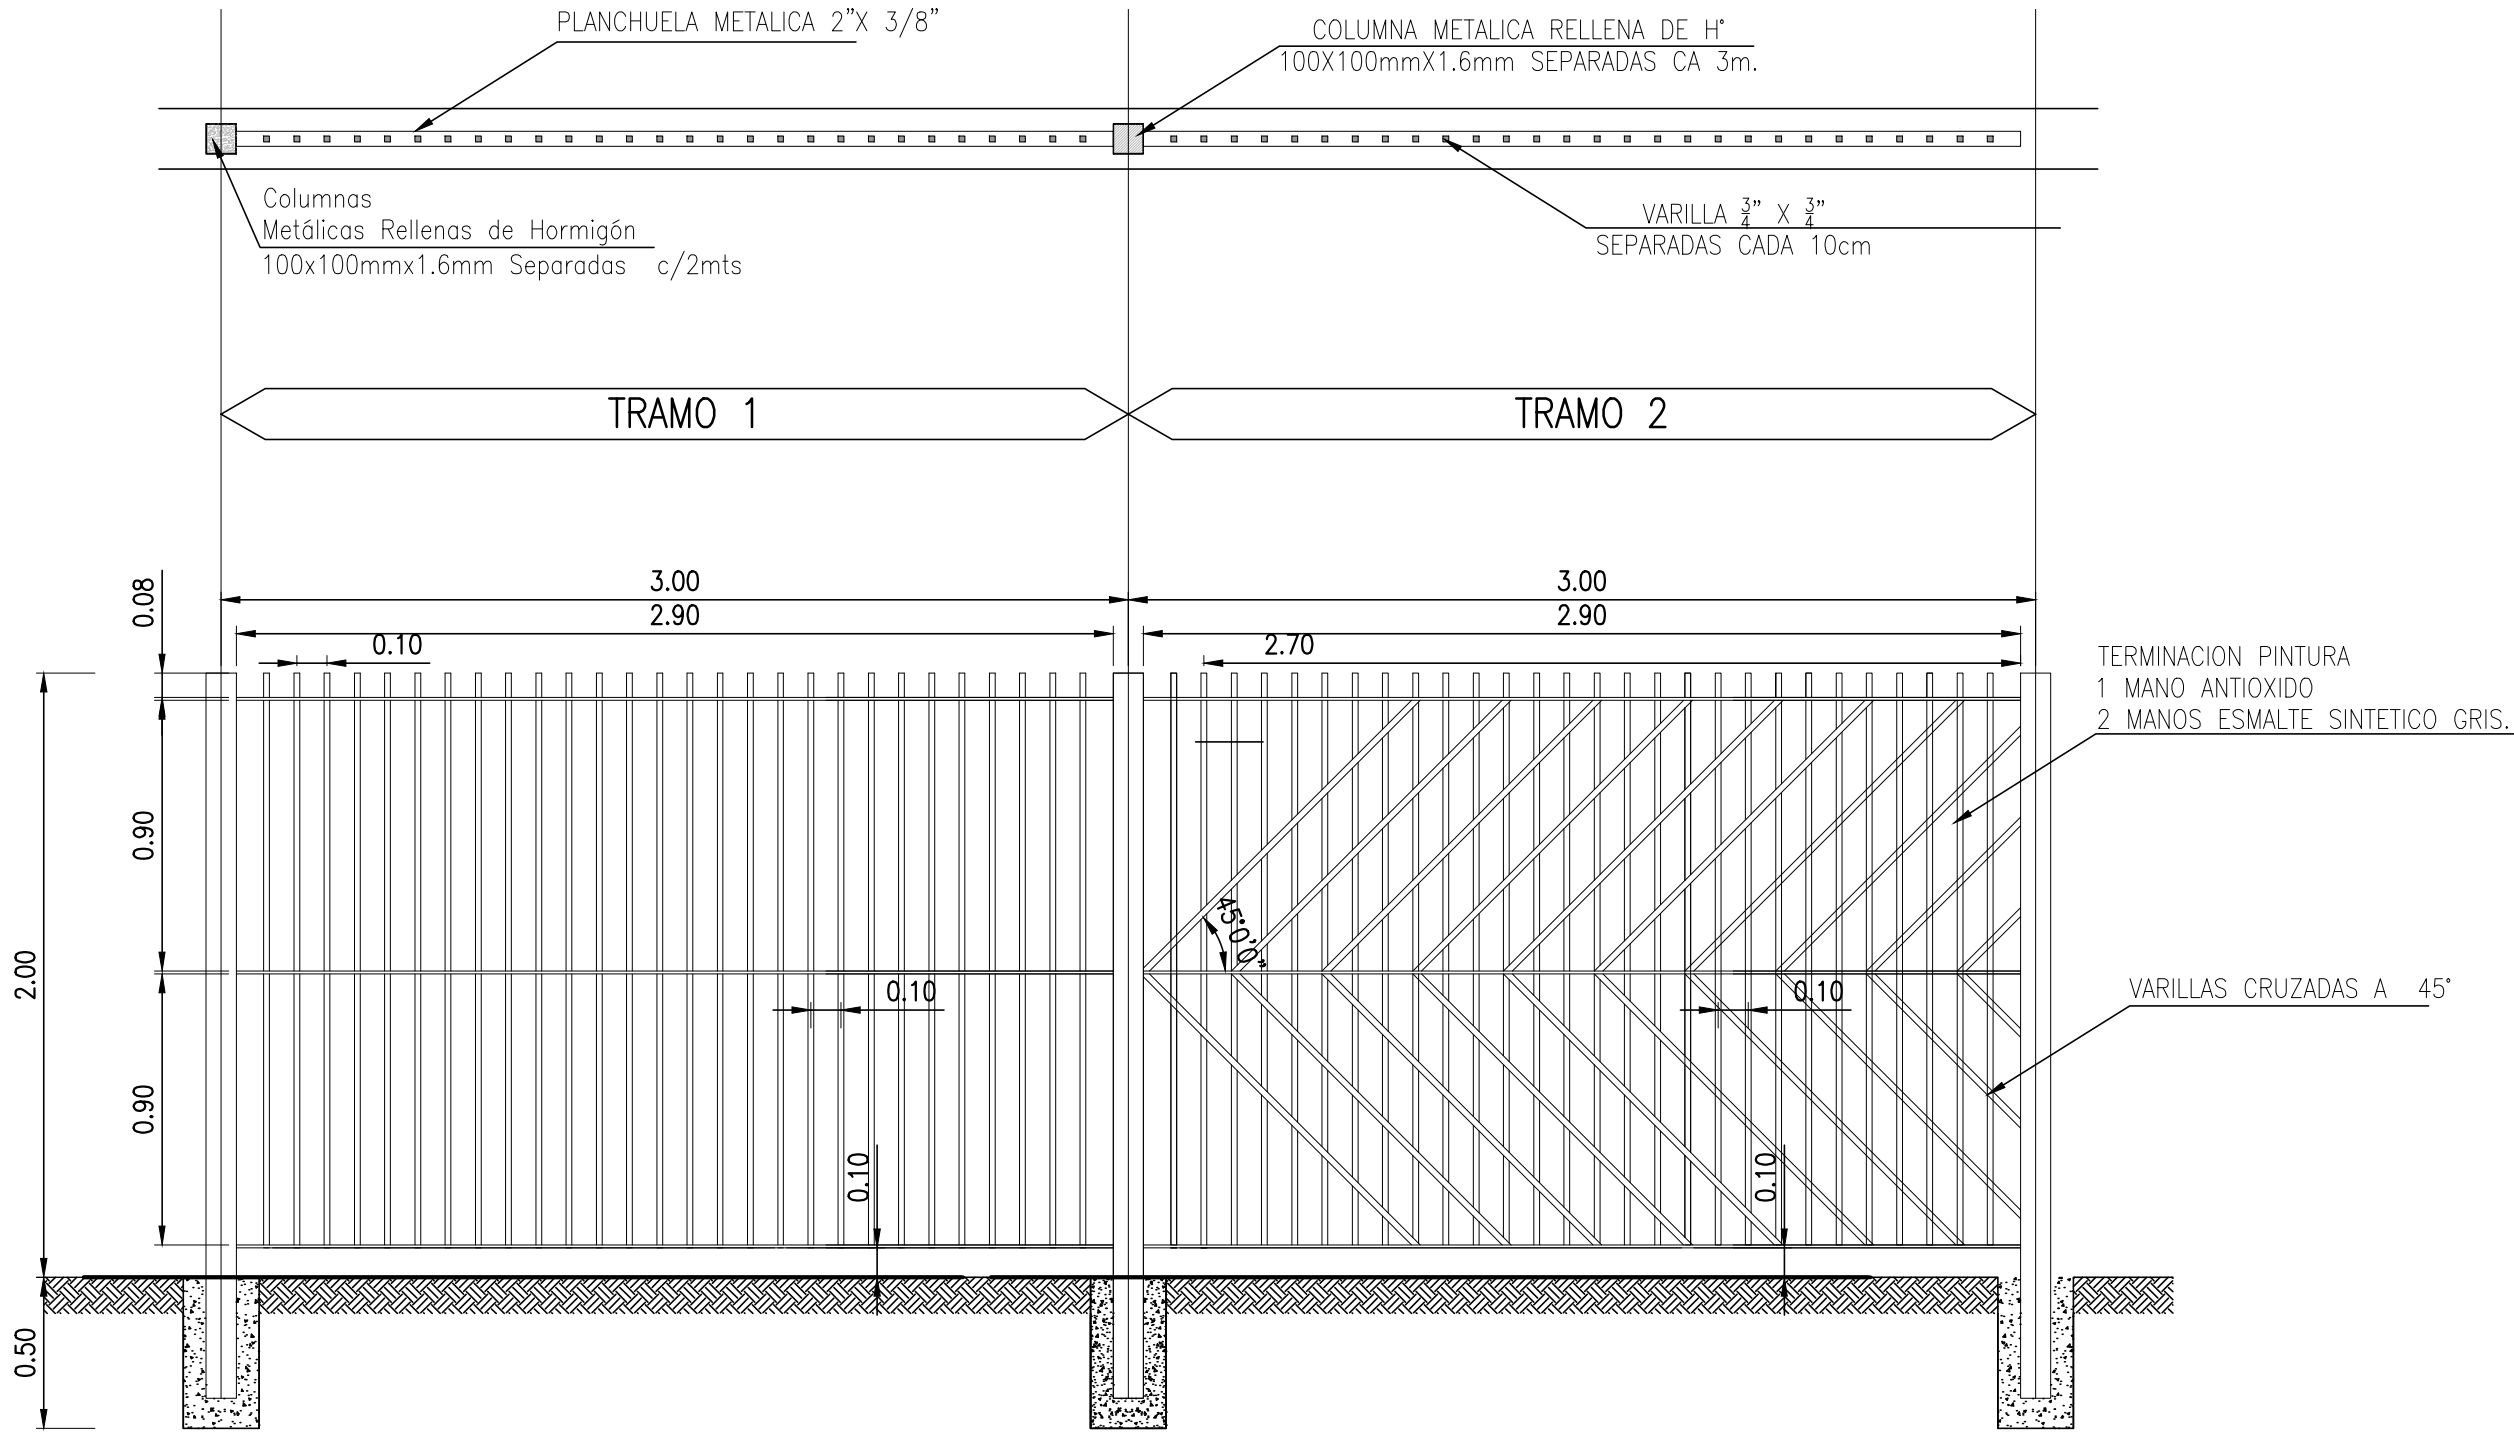 PLANCHUELA METALICA 2"X 3/8"
COLUMNA METALICA RELLENA DE H°
100X100mmX1.6mm SEPARADAS CA 3m.
Columnas
Metálicas Rellenas de Hormigón
100x100mmx1.6mm Separadas c/2mts
VARILLA 3/4" X 3/4"
SEPARADAS CADA 10cm
TRAMO 1
TRAMO 2
3.00
3.00
2.90
2.90
0.08
0.10
2.70
TERMINACION PINTURA
1 MANO ANTIOXIDO
2 MANOS ESMALTE SINTETICO GRIS.
0.90
45°0'0"
2.00
0.10
0.10
VARILLAS CRUZADAS A 45°
0.90
0.10
0.10
0.50